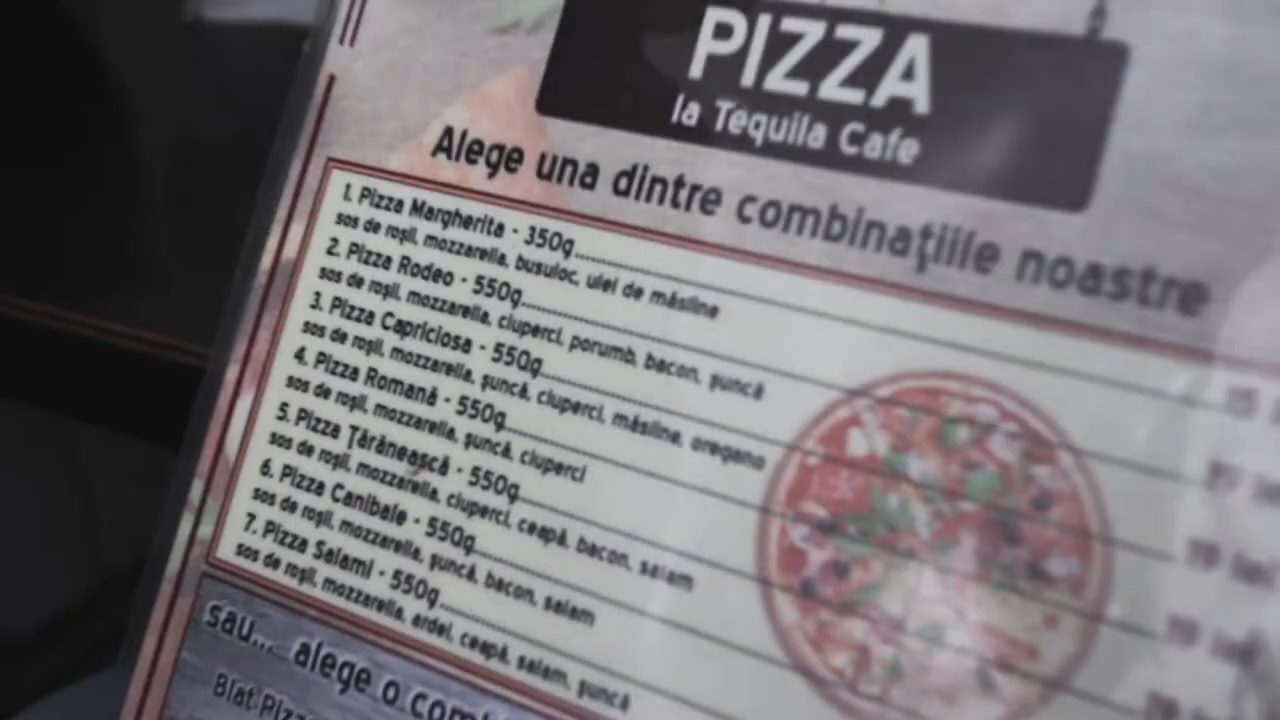 PIZZA
la Tequila Cafe
Alege una dintre combinațiile noastre
1. Pizza Margherita - 350g
sos de roșii, mozzarella, busuioc, ulei de măsline
2. Pizza Rodeo - 550g
sos de roșii, mozzarella, ciuperci, porumb, bacon, șuncă
3. Pizza Capriciosa - 550g
sos de roșii, mozzarella, șuncă, ciuperci, măsline, oregano
4. Pizza Romană - 550g
19 lei
sos de roșii, mozzarella, șuncă, ciuperci
5. Pizza Țărănească - 550g
sos de roșii, mozzarella, ciuperci, ceapă, bacon, salam
6. Pizza Canibale - 550g
sos de roșii, mozzarella, șuncă, bacon, salam
7. Pizza Salami - 550g
sos de roșii, mozzarella, ardei, ceapă, salam, șuncă
sau... alege o
Blat